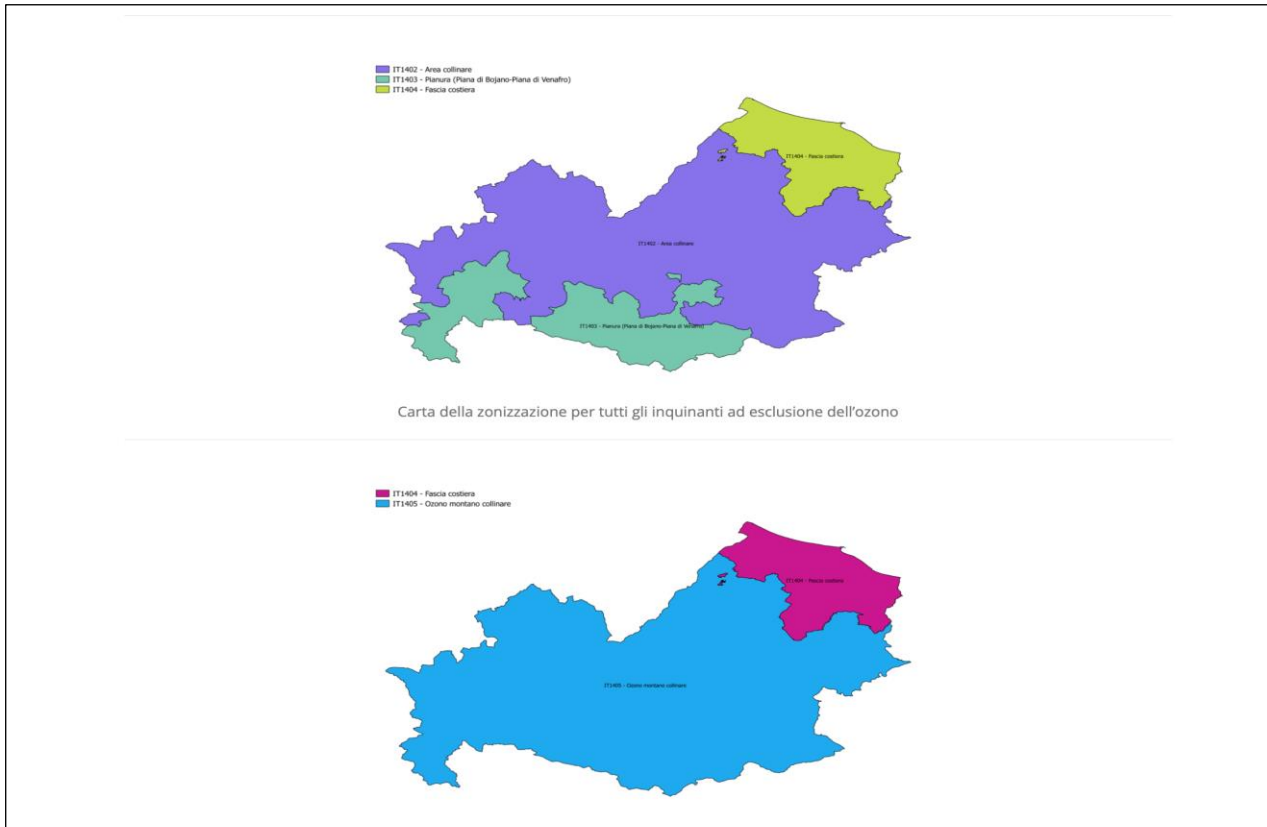 IT1402 - Area collinare
IT1403 - Pianura (Piana di Bojano-Piana di Venafro)
IT1404 - Fascia costiera
IT1404 - Fascia costiera
IT1402 - Area collinare
IT1403 - Pianura (Piana di Bojano-Piana di Venafro)
Carta della zonizzazione per tutti gli inquinanti ad esclusione dell'ozono
IT1404 - Fascia costiera
IT1405 - Ozono montano collinare
IT1404 - Fascia costiera
IT1405 - Ozono montano collinare